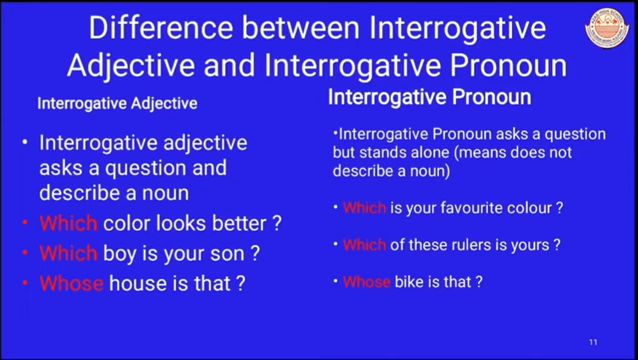 Difference between Interrogative
Adjective and Interrogative Pronoun
Interrogative Adjective
• Interrogative adjective
asks a question and
describe a noun
• Which color looks better ?
• Which boy is your son ?
• Whose house is that ?
Interrogative Pronoun
•Interrogative Pronoun asks a question
but stands alone (means does not
describe a noun)
• Which is your favourite colour ?
• Which of these rulers is yours ?
• Whose bike is that ?
11